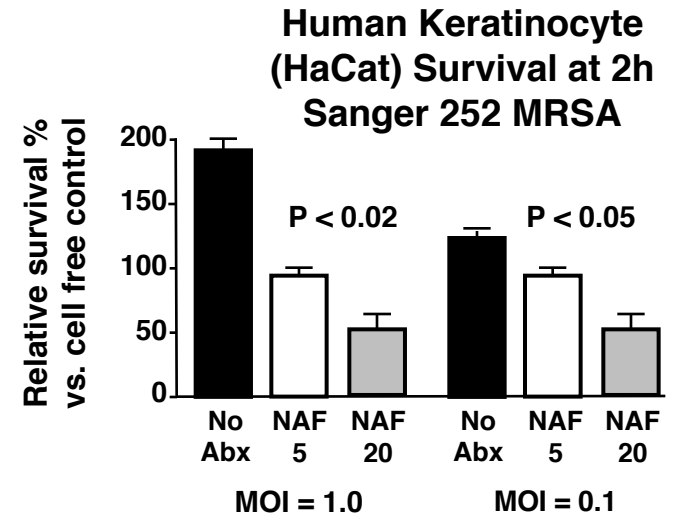 Human Keratinocyte
(HaCat) Survival at 2h
Sanger 252 MRSA
Relative survival %
vs. cell free control
200
150
100
50
0
P < 0.02
P < 0.05
No NAF NAF No NAF NAF
Abx 5 20 Abx 5 20
MOI = 1.0 MOI = 0.1